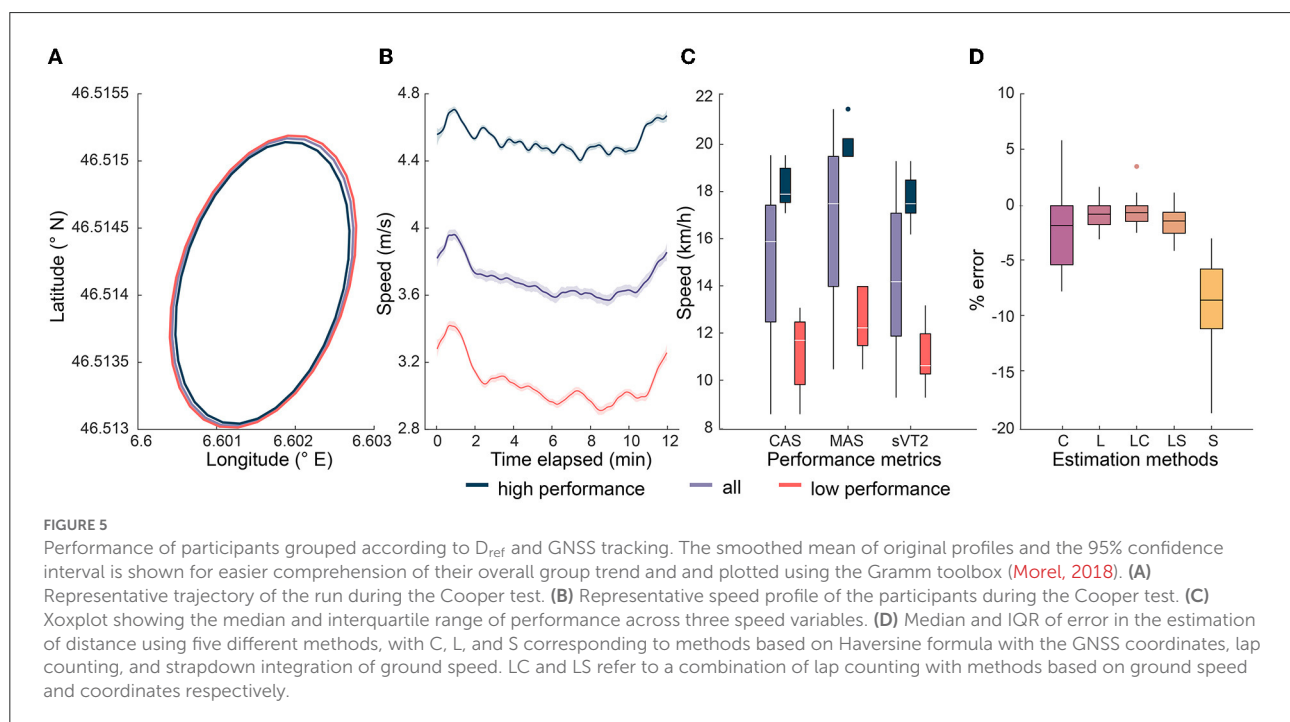 A
B
C
D
46.5155
46.515
46.5145
46.514
46.5135
46.513
Latitude (° N)
6.6
6.601
6.602
6.603
Longitude (° E)
4.8
4.4
4.0
3.6
3.2
2.8
Speed (m/s)
0
2
4
6
8
10
12
Time elapsed (min)
22
20
18
16
14
12
10
8
Speed (km/h)
CAS
MAS
sVT2
Performance metrics
10
5
0
-5
-10
-15
-20
% error
C
L
LC
LS
S
Estimation methods
high performance
all
low performance
FIGURE 5
Performance of participants grouped according to Dref and GNSS tracking. The smoothed mean of original profiles and the 95% confidence
interval is shown for easier comprehension of their overall group trend and and plotted using the Gramm toolbox (Morel, 2018). (A)
Representative trajectory of the run during the Cooper test. (B) Representative speed profile of the participants during the Cooper test. (C)
Xoxplot showing the median and interquartile range of performance across three speed variables. (D) Median and IQR of error in the estimation
of distance using five different methods, with C, L, and S corresponding to methods based on Haversine formula with the GNSS coordinates, lap
counting, and strapdown integration of ground speed. LC and LS refer to a combination of lap counting with methods based on ground speed
and coordinates respectively.